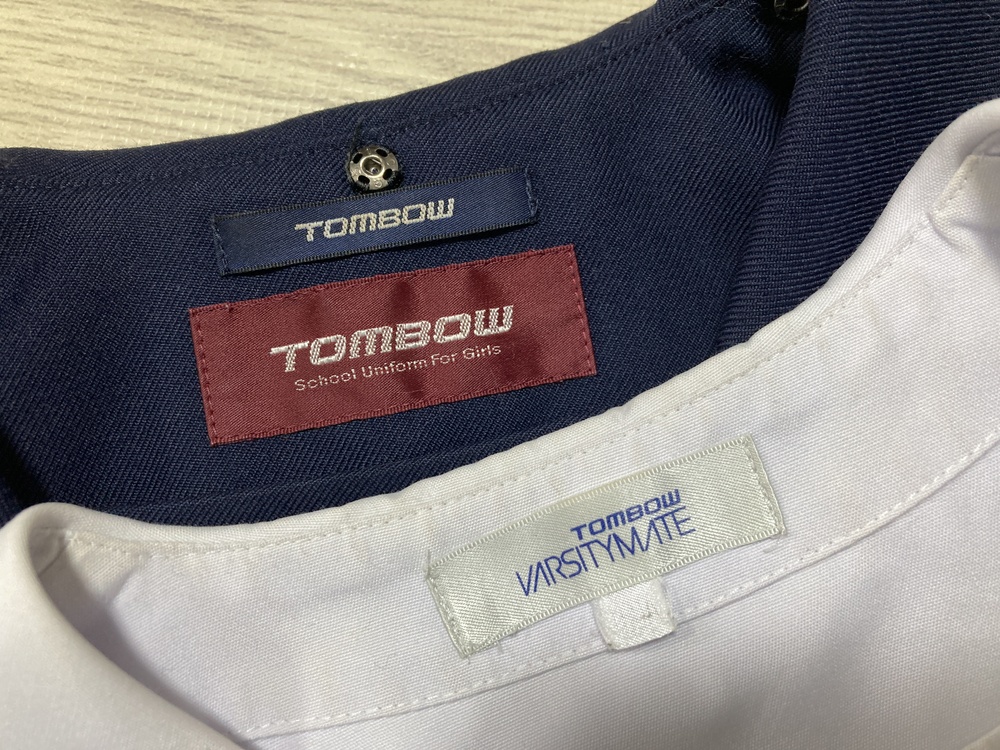 TOMBOW
TOMBOW
School Uniform For Girls
TOMBOW
VARSITYMATE